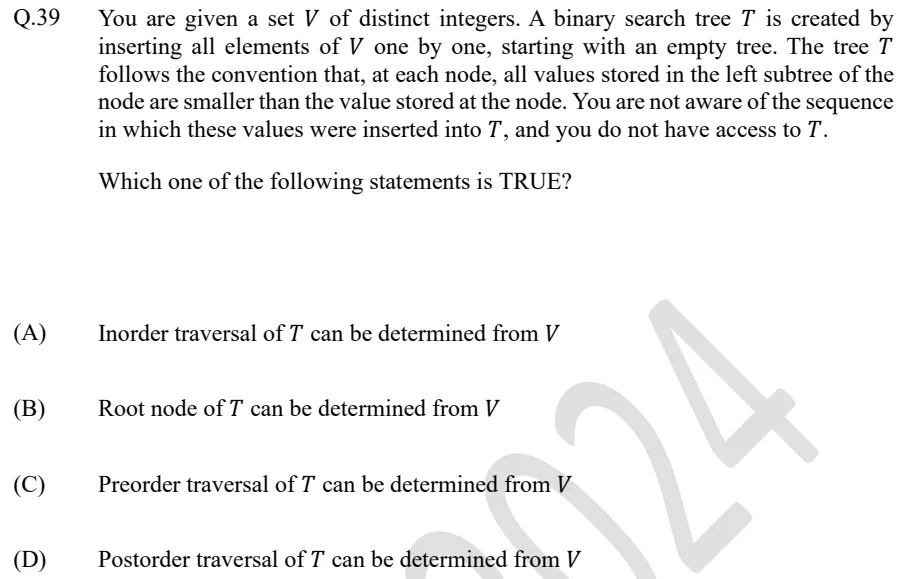 Q.39 You are given a set V of distinct integers. A binary search tree T is created by
inserting all elements of V one by one, starting with an empty tree. The tree T
follows the convention that, at each node, all values stored in the left subtree of the
node are smaller than the value stored at the node. You are not aware of the sequence
in which these values were inserted into T, and you do not have access to T.
Which one of the following statements is TRUE?
(A) Inorder traversal of T can be determined from V
(B) Root node of T can be determined from V
(C) Preorder traversal of T can be determined from V
(D) Postorder traversal of T can be determined from V
024